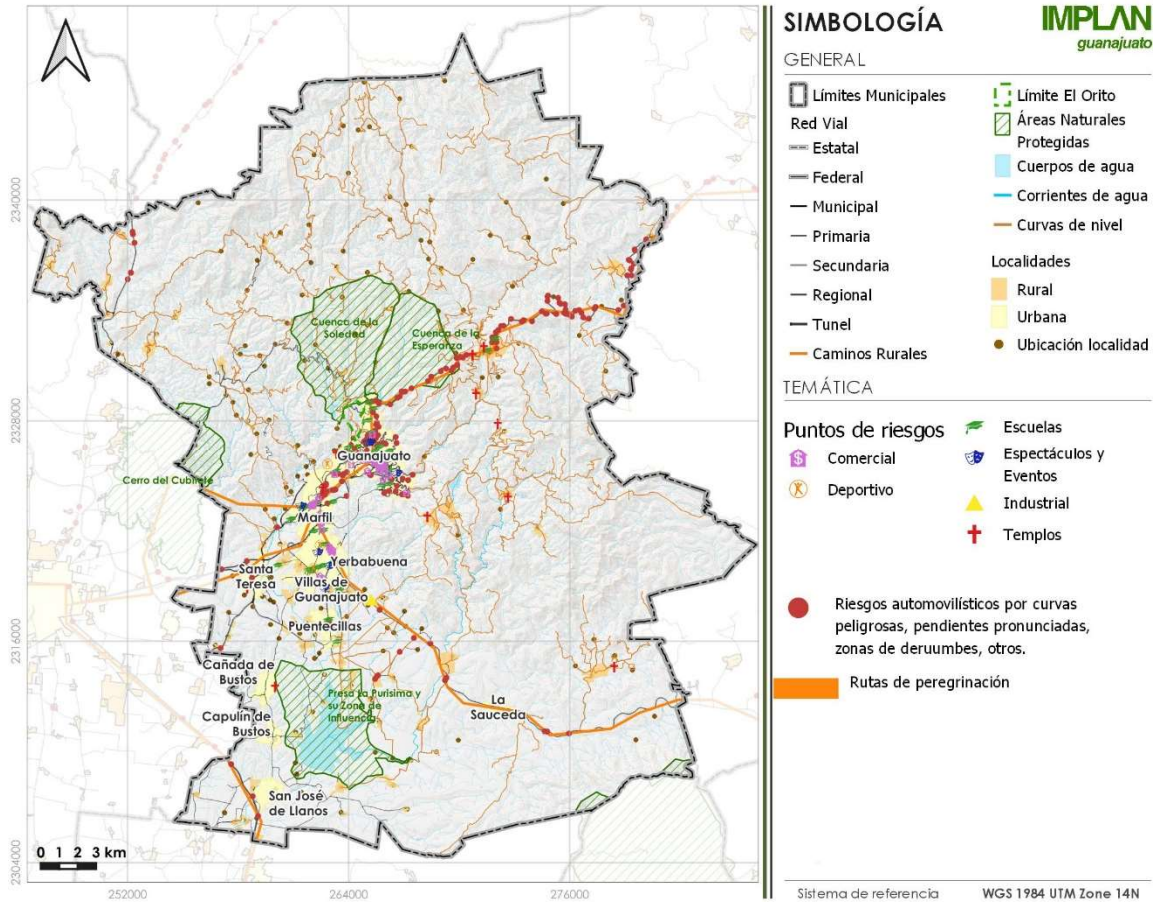 2340000
2328000
2316000
2304000
252000
264000
276000
Cuenca de la
Soledad
Cuenca de la
Esperanza
Guanajuato
Cerro del Cubilete
Marfil
Yerbabuena
Santa
Teresa
Villas de
Guanajuato
Puentecillas
Cañada de
Bustos
Presa La Purisima y
su Zona de
Influencia
Capulín de
Bustos
La
Sauceda
San José
de Llanos
0 1 2 3 km
SIMBOLOGÍA
IMPLAN
guanajuato
GENERAL
Límites Municipales
Red Vial
Estatal
Federal
Municipal
Primaria
Secundaria
Regional
Tunel
Caminos Rurales
Límite El Orito
Áreas Naturales
Protegidas
Cuerpos de agua
Corrientes de agua
Curvas de nivel
Localidades
Rural
Urbana
Ubicación localidad
TEMÁTICA
Puntos de riesgos
Comercial
Deportivo
Escuelas
Espectáculos y
Eventos
Industrial
Templos
Riesgos automovilísticos por curvas
peligrosas, pendientes pronunciadas,
zonas de deruumbes, otros.
Rutas de peregrinación
Sistema de referencia WGS 1984 UTM Zone 14N